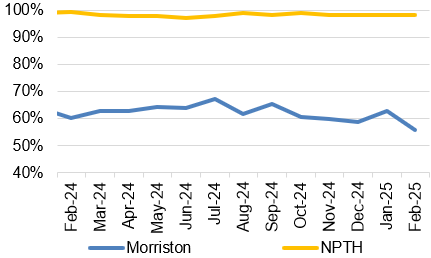 100%
90%
80%
70%
60%
50%
40%
Feb-24
Mar-24
Apr-24
May-24
Jun-24
Jul-24
Aug-24
Sep-24
Oct-24
Nov-24
Dec-24
Jan-25
Feb-25
Morriston NPTH